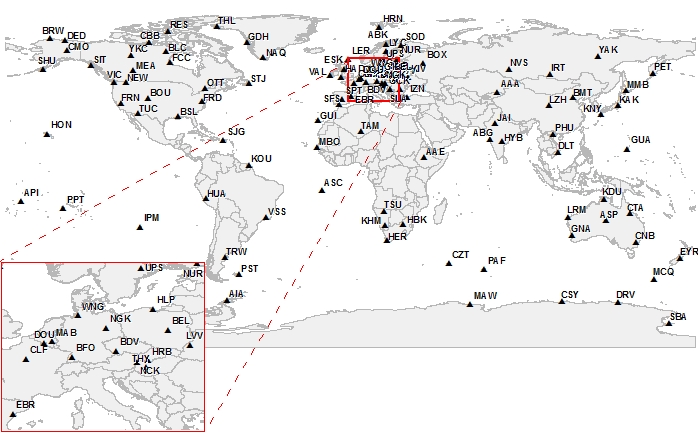 HRN
THL
RES
GDH
BRW
DED
CBB
ABK
SOD
CMO
LYC
NUR
NAQ
YKC
BLC
LER
UPS
BOX
YAK
FCC
ESK
SHU
SIT
MEA
VAL
NVS
IRT
PET
VIC
NEW
OTT
STJ
SPT
BDV
IZN
AAA
BMT
MMB
FRN
BOU
FRD
SFS
EBR
SUA
LZH
KNY
KAK
TUC
BSL
GUI
JAI
HON
SJG
TAM
ABG
HYB
PHU
MBO
AAE
DLT
GUA
KOU
API
PPT
HUA
ASC
KDU
IPM
VSS
TSU
LRM
ASP
CTA
KHM
HBK
GNA
HER
CNB
TRW
CZT
PAF
EYR
UPS
NUR
PST
MCQ
AIA
MAW
CSY
DRV
SBA
WNG
HLP
NGK
BEL
DOU
MAB
LVV
CLF
BFO
BDV
HRB
THY
NCK
EBR